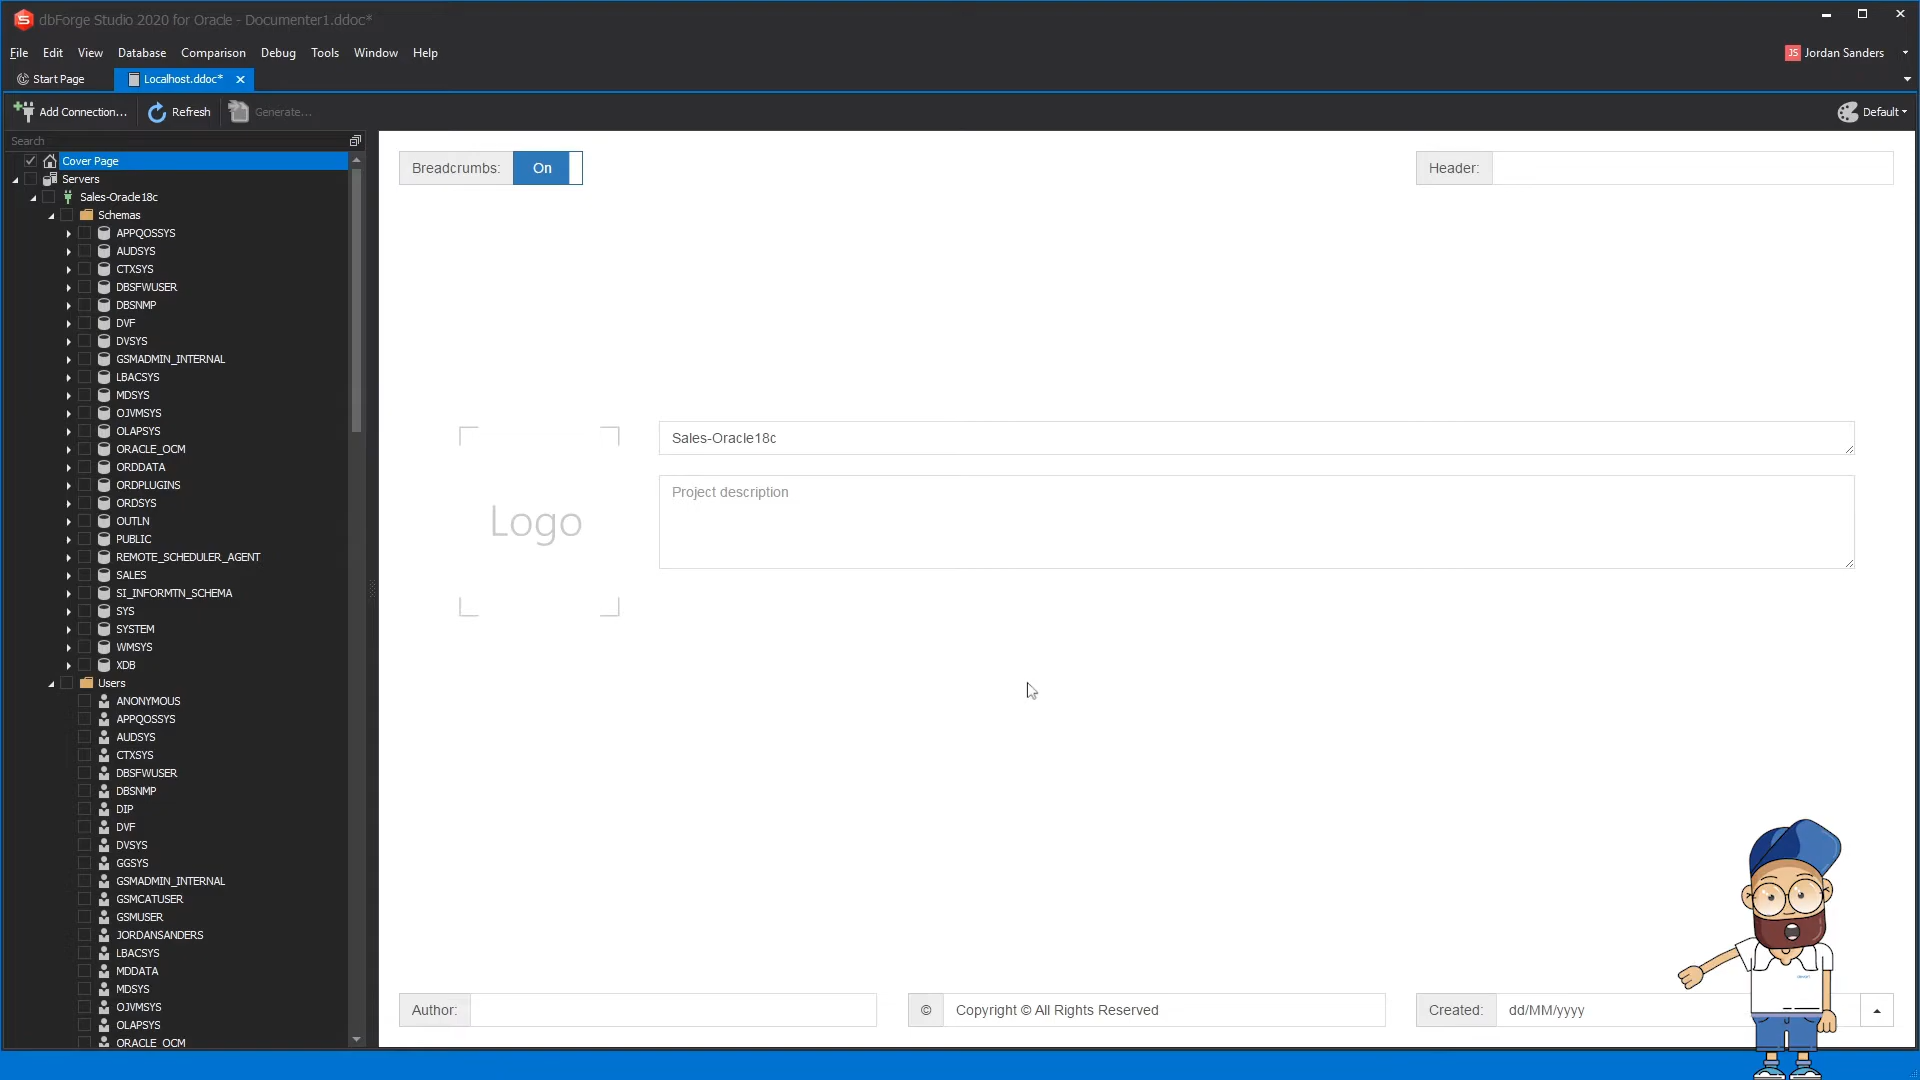 dbForge Studio 2020 for Oracle - Documenter1.ddoc*
File Edit View Database Comparison Debug Tools Window Help
JS Jordan Sanders
Start Page Localhost.ddoc*
Add Connection... Refresh Generate... Default
Search
Cover Page
Servers
Sales-Oracle18c
Schemas
APPQOSSYS
AUDSYS
CTXSYS
DBSFWUSER
DBSNMP
DVF
DVSYS
GSMADMIN_INTERNAL
LBACSYS
MDSYS
OJVMSYS
OLAPSYS
ORACLE_OCM
ORDDATA
ORDPLUGINS
ORDSYS
OUTLN
PUBLIC
REMOTE_SCHEDULER_AGENT
SALES
SI_INFORMTN_SCHEMA
SYS
SYSTEM
WMSYS
XDB
Users
ANONYMOUS
APPQOSSYS
AUDSYS
CTXSYS
DBSFWUSER
DBSNMP
DIP
DVF
DVSYS
GGSYS
GSMADMIN_INTERNAL
GSMCATUSER
GSMUSER
JORDANSANDERS
LBACSYS
MDDATA
MDSYS
OJVMSYS
OLAPSYS
ORACLE_OCM
Breadcrumbs: On
Header:
Logo
Sales-Oracle18c
Project description
Author:
© Copyright © All Rights Reserved
Created: dd/MM/yyyy